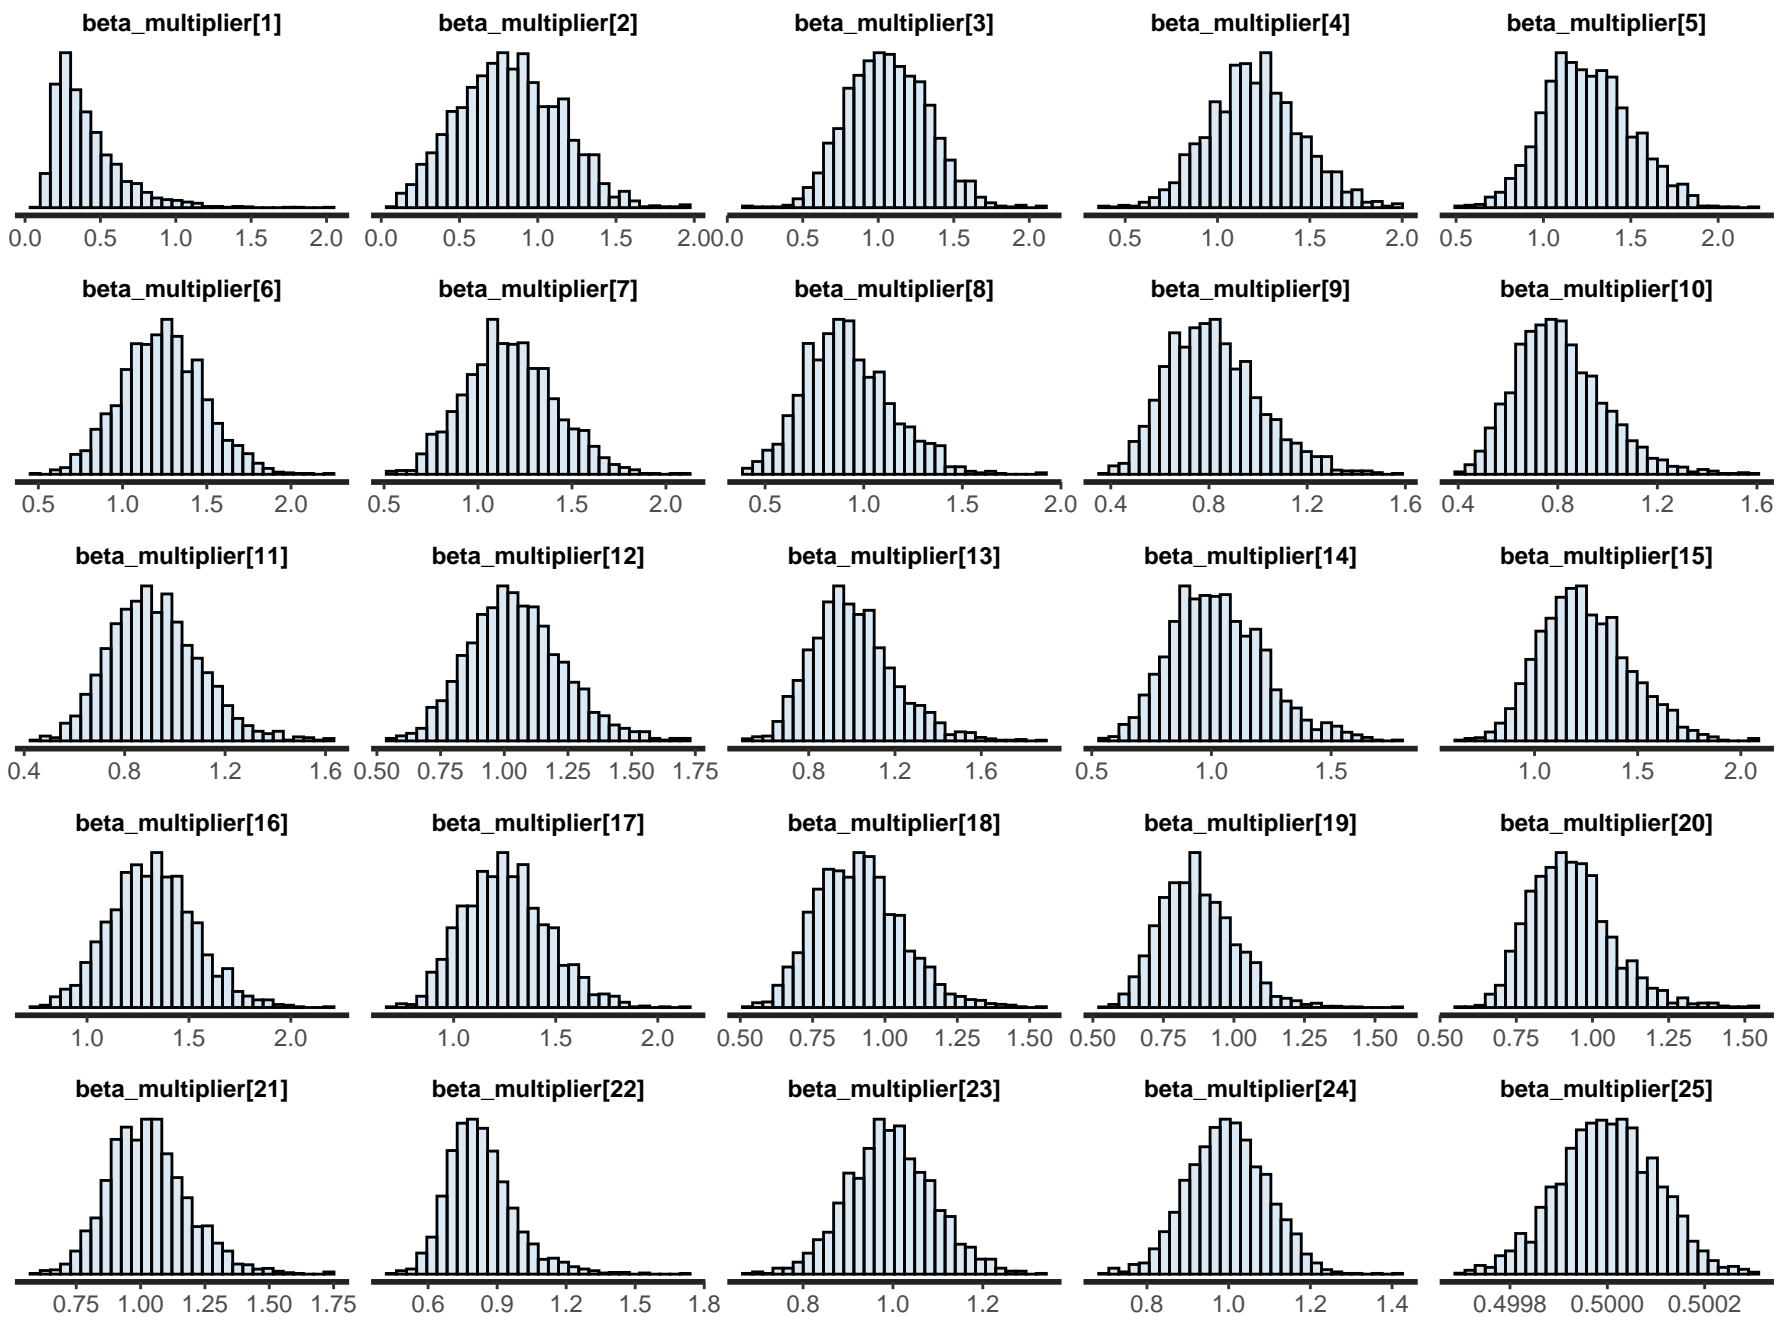 beta_multiplier[1] beta_multiplier[2] beta_multiplier[3] beta_multiplier[4] beta_multiplier[5]
0.0 0.5 1.0 1.5 2.0 0.0 0.5 1.0 1.5 2.0 0.0 0.5 1.0 1.5 2.0 0.5 1.0 1.5 2.0 0.5 1.0 1.5 2.0
beta_multiplier[6] beta_multiplier[7] beta_multiplier[8] beta_multiplier[9] beta_multiplier[10]
0.5 1.0 1.5 2.0 0.5 1.0 1.5 2.0 0.5 1.0 1.5 2.0 0.4 0.8 1.2 1.6 0.4 0.8 1.2 1.6
beta_multiplier[11] beta_multiplier[12] beta_multiplier[13] beta_multiplier[14] beta_multiplier[15]
0.4 0.8 1.2 1.6 0.50 0.75 1.00 1.25 1.50 1.75 0.8 1.2 1.6 0.5 1.0 1.5 1.0 1.5 2.0
beta_multiplier[16] beta_multiplier[17] beta_multiplier[18] beta_multiplier[19] beta_multiplier[20]
1.0 1.5 2.0 1.0 1.5 2.0 0.50 0.75 1.00 1.25 1.50 0.50 0.75 1.00 1.25 1.50 0.50 0.75 1.00 1.25 1.50
beta_multiplier[21] beta_multiplier[22] beta_multiplier[23] beta_multiplier[24] beta_multiplier[25]
0.75 1.00 1.25 1.50 1.75 0.6 0.9 1.2 1.5 1.8 0.8 1.0 1.2 0.8 1.0 1.2 1.4 0.4998 0.5000 0.5002